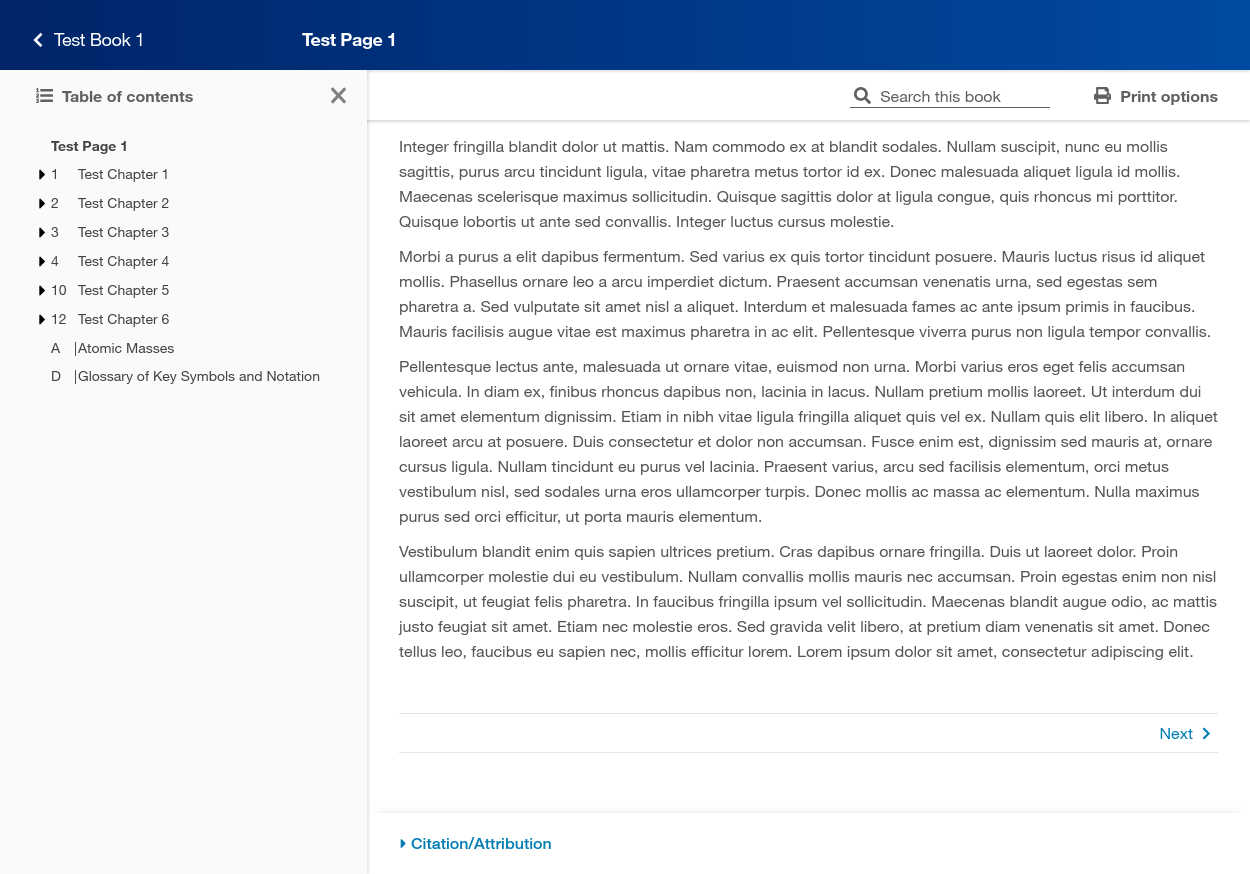 Test Book 1
Test Page 1
Table of contents
Search this book
Print options
Test Page 1
1 Test Chapter 1
2 Test Chapter 2
3 Test Chapter 3
4 Test Chapter 4
10 Test Chapter 5
12 Test Chapter 6
A |Atomic Masses
D |Glossary of Key Symbols and Notation
Integer fringilla blandit dolor ut mattis. Nam commodo ex at blandit sodales. Nullam suscipit, nunc eu mollis
sagittis, purus arcu tincidunt ligula, vitae pharetra metus tortor id ex. Donec malesuada aliquet ligula id mollis.
Maecenas scelerisque maximus sollicitudin. Quisque sagittis dolor at ligula congue, quis rhoncus mi porttitor.
Quisque lobortis ut ante sed convallis. Integer luctus cursus molestie.
Morbi a purus a elit dapibus fermentum. Sed varius ex quis tortor tincidunt posuere. Mauris luctus risus id aliquet
mollis. Phasellus ornare leo a arcu imperdiet dictum. Praesent accumsan venenatis urna, sed egestas sem
pharetra a. Sed vulputate sit amet nisl a aliquet. Interdum et malesuada fames ac ante ipsum primis in faucibus.
Mauris facilisis augue vitae est maximus pharetra in ac elit. Pellentesque viverra purus non ligula tempor convallis.
Pellentesque lectus ante, malesuada ut ornare vitae, euismod non urna. Morbi varius eros eget felis accumsan
vehicula. In diam ex, finibus rhoncus dapibus non, lacinia in lacus. Nullam pretium mollis laoreet. Ut interdum dui
sit amet elementum dignissim. Etiam in nibh vitae ligula fringilla aliquet quis vel ex. Nullam quis elit libero. In aliquet
laoreet arcu at posuere. Duis consectetur et dolor non accumsan. Fusce enim est, dignissim sed mauris at, ornare
cursus ligula. Nullam tincidunt eu purus vel lacinia. Praesent varius, arcu sed facilisis elementum, orci metus
vestibulum nisl, sed sodales urna eros ullamcorper turpis. Donec mollis ac massa ac elementum. Nulla maximus
purus sed orci efficitur, ut porta mauris elementum.
Vestibulum blandit enim quis sapien ultrices pretium. Cras dapibus ornare fringilla. Duis ut laoreet dolor. Proin
ullamcorper molestie dui eu vestibulum. Nullam convallis mollis mauris nec accumsan. Proin egestas enim non nisl
suscipit, ut feugiat felis pharetra. In faucibus fringilla ipsum vel sollicitudin. Maecenas blandit augue odio, ac mattis
justo feugiat sit amet. Etiam nec molestie eros. Sed gravida velit libero, at pretium diam venenatis sit amet. Donec
tellus leo, faucibus eu sapien nec, mollis efficitur lorem. Lorem ipsum dolor sit amet, consectetur adipiscing elit.
Next
Citation/Attribution